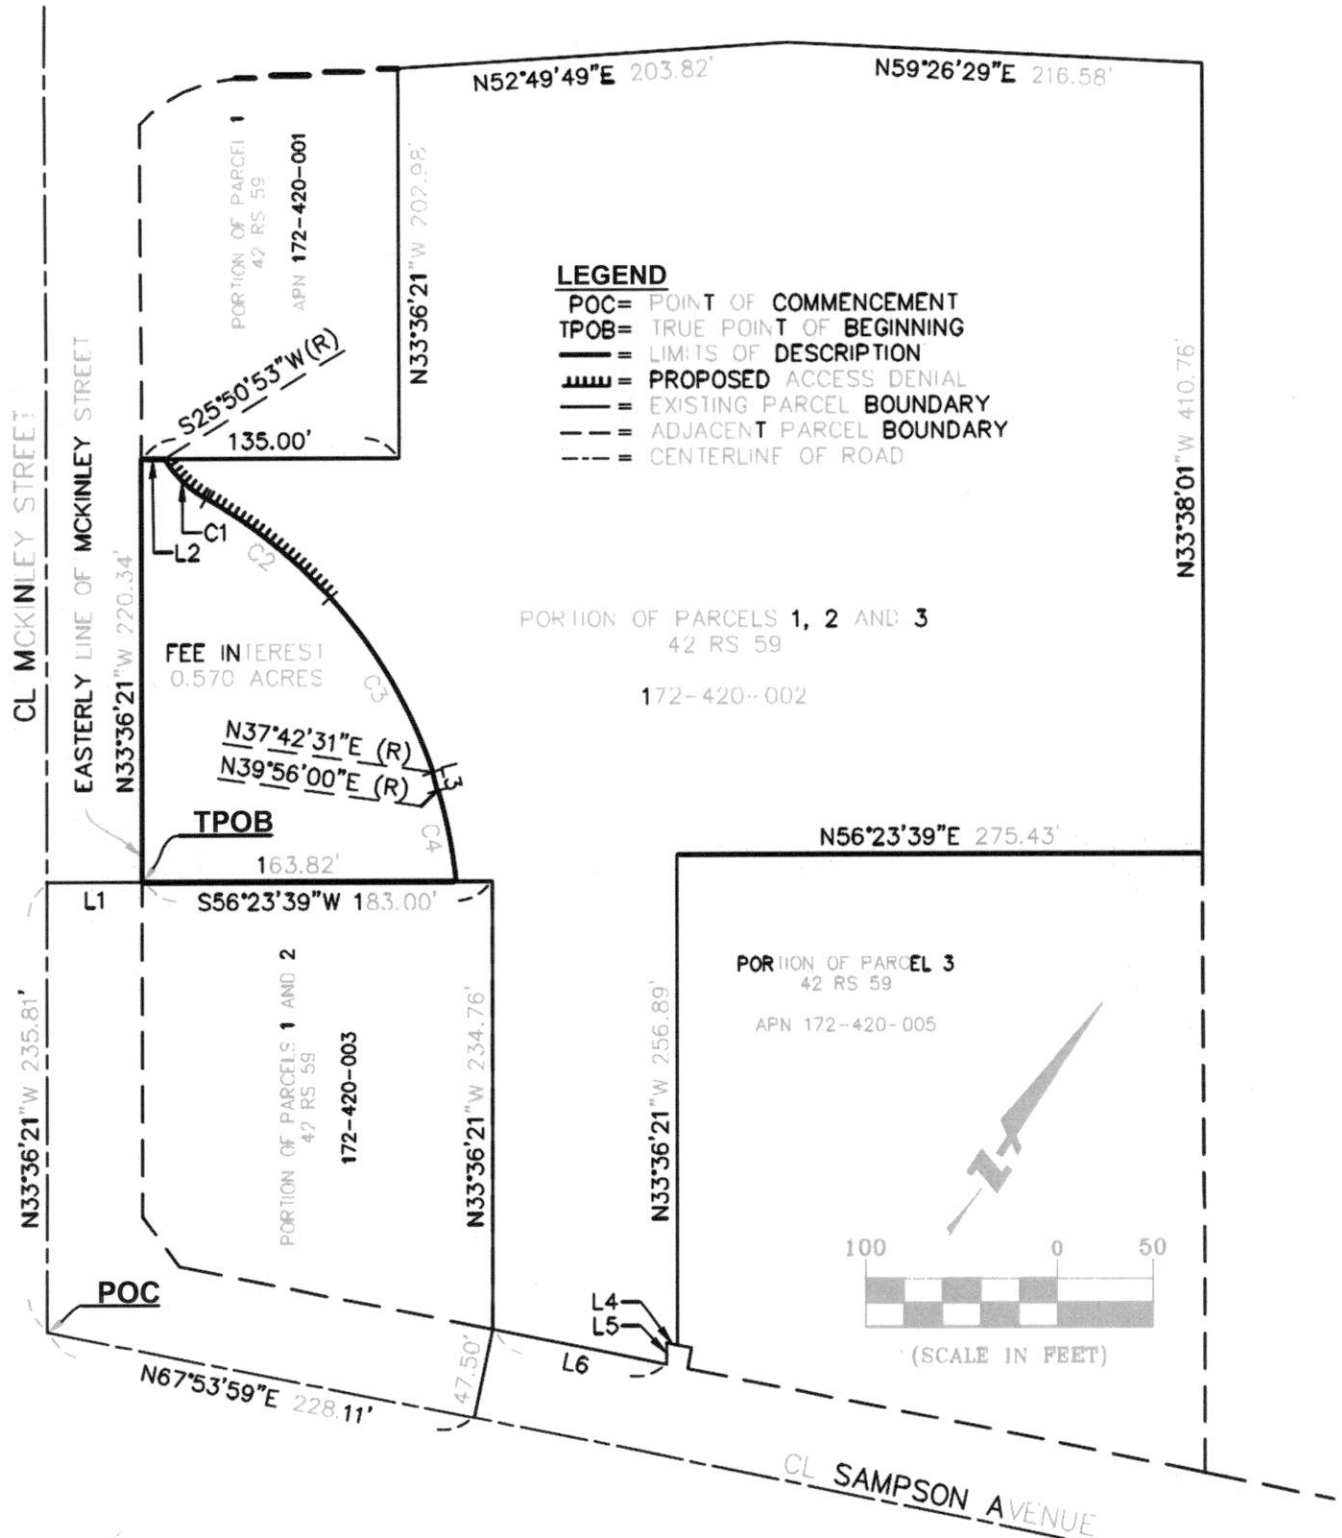 N52°49'49"E 203.82'
N59°26'29"E 216.58'
PORTION OF PARCEL 1
42 RS 59
APN 172-420-001
N33°36'21"W 202.98'
S25°50'53"W(R)
135.00'
LEGEND
POC= POINT OF COMMENCEMENT
TPOB= TRUE POINT OF BEGINNING
= LIMITS OF DESCRIPTION
= PROPOSED ACCESS DENIAL
= EXISTING PARCEL BOUNDARY
= ADJACENT PARCEL BOUNDARY
= CENTERLINE OF ROAD
N33°38'01"W 410.76'
CL MCKINLEY STREET
EASTERLY LINE OF MCKINLEY STREET
N33°36'21"W 220.34'
C1
L2
C2
FEE INTEREST
0.570 ACRES
C3
PORTION OF PARCELS 1, 2 AND 3
42 RS 59
172-420-002
N37°42'31"E (R)
N39°56'00"E (R)
L3
C4
TPOB
163.82'
L1
S56°23'39"W 183.00'
N56°23'39"E 275.43'
N33°36'21"W 235.81'
PORTION OF PARCELS 1 AND 2
42 RS 59
172-420-003
N33°36'21"W 234.76'
N33°36'21"W 256.89'
PORTION OF PARCEL 3
42 RS 59
APN 172-420-005
N
100 0 50
(SCALE IN FEET)
POC
L4
L5
L6
N67°53'59"E 228.11'
47.50'
CL SAMPSON AVENUE